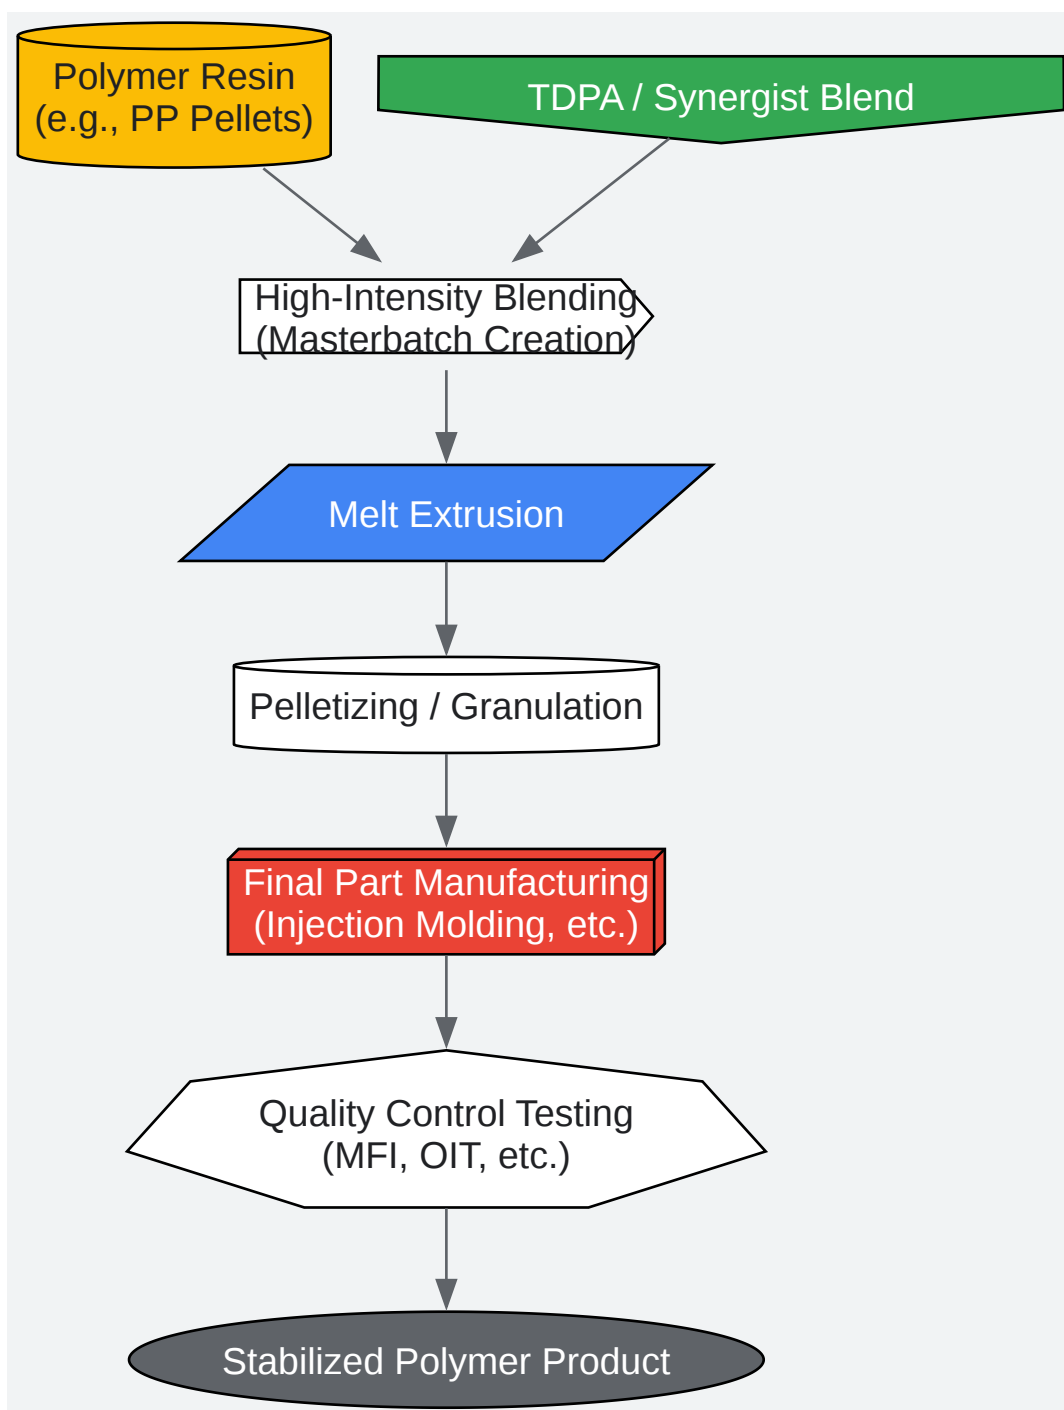 Polymer Resin
(e.g., PP Pellets)
TDPA / Synergist Blend
High-Intensity Blending
(Masterbatch Creation)
Melt Extrusion
Pelletizing / Granulation
Final Part Manufacturing
(Injection Molding, etc.)
Quality Control Testing
(MFI, OIT, etc.)
Stabilized Polymer Product